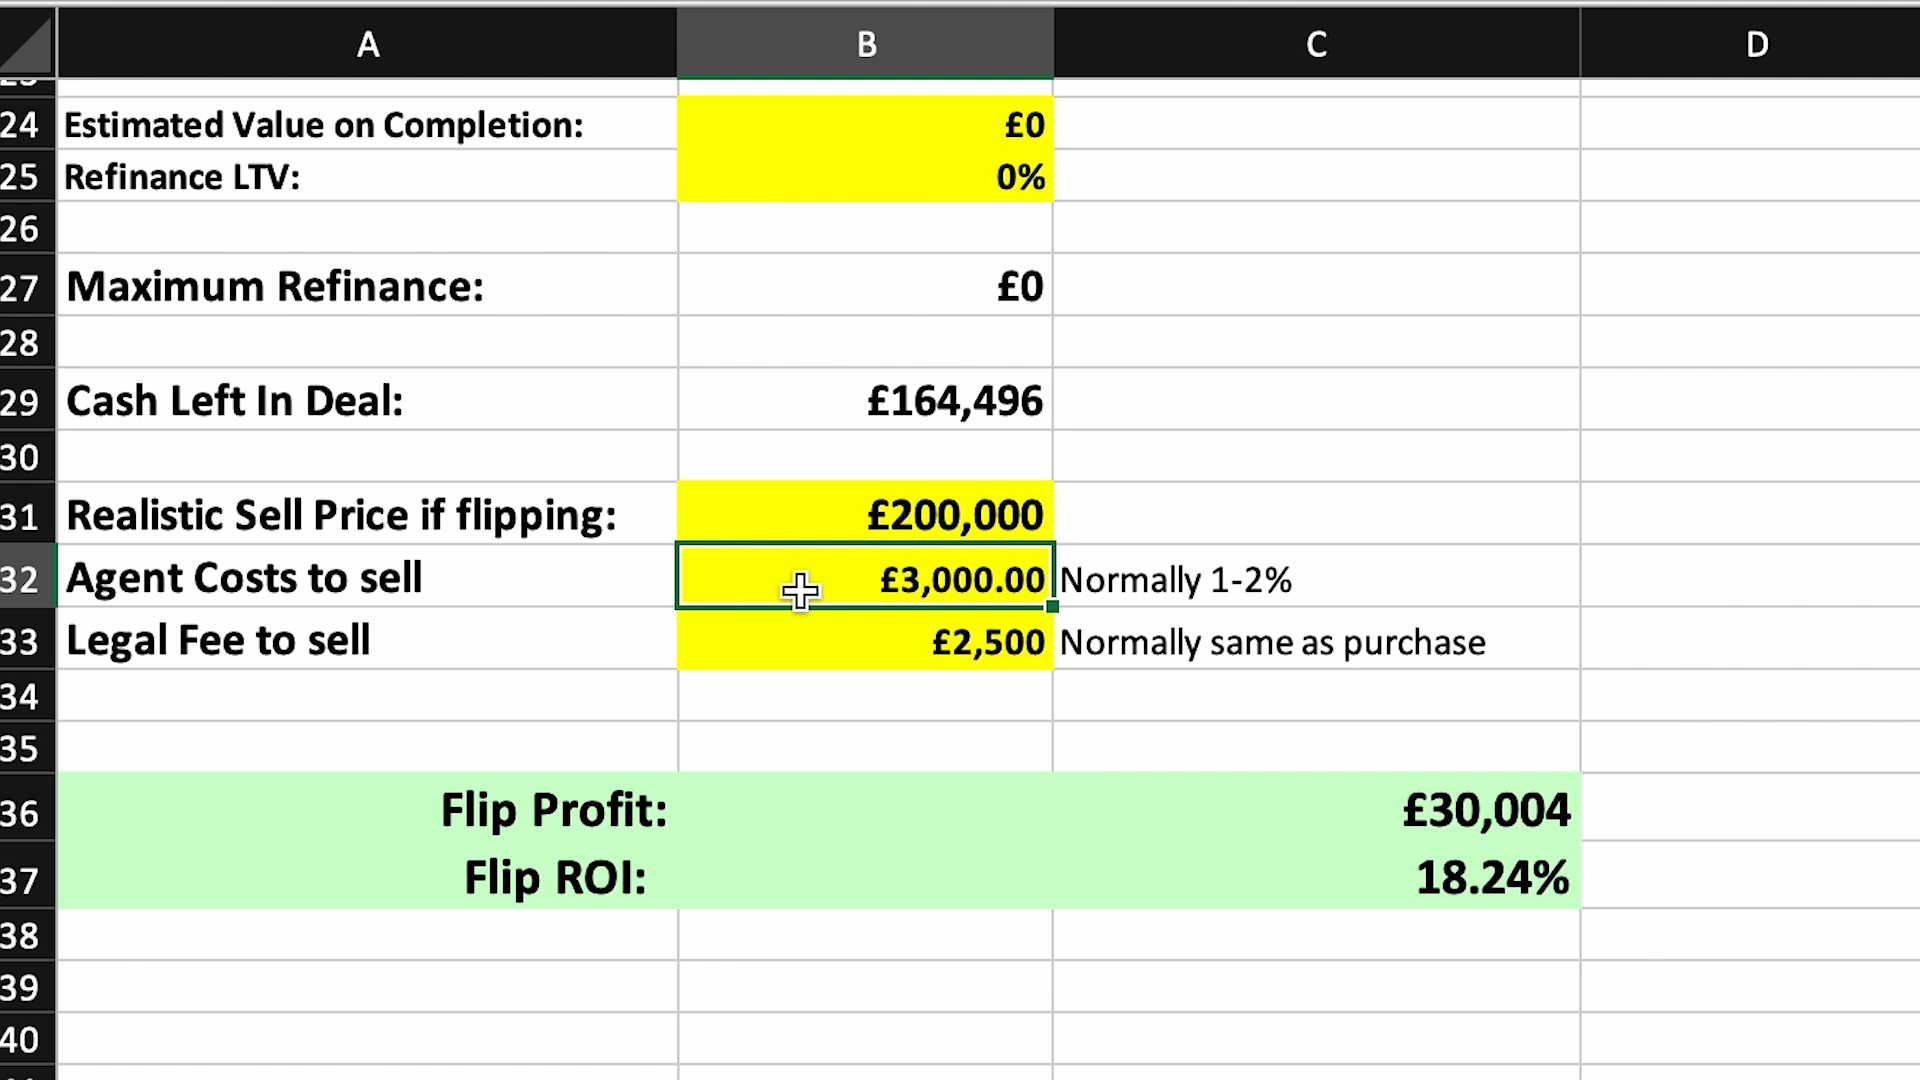 A B C D
24 Estimated Value on Completion: £0
25 Refinance LTV: 0%
26
27 Maximum Refinance: £0
28
29 Cash Left In Deal: £164,496
30
31 Realistic Sell Price if flipping: £200,000
32 Agent Costs to sell £3,000.00 Normally 1-2%
33 Legal Fee to sell £2,500 Normally same as purchase
34
35
36 Flip Profit: £30,004
37 Flip ROI: 18.24%
38
39
40